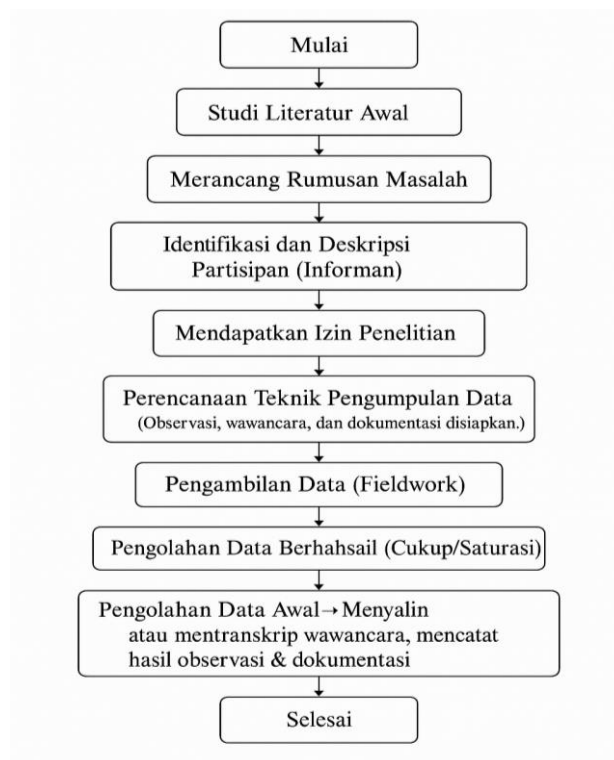 Mulai
Studi Literatur Awal
Merancang Rumusan Masalah
Identifikasi dan Deskripsi
Partisipan (Informan)
Mendapatkan Izin Penelitian
Perencanaan Teknik Pengumpulan Data
(Observasi, wawancara, dan dokumentasi disiapkan.)
Pengambilan Data (Fieldwork)
Pengolahan Data Berhahsail (Cukup/Saturasi)
Pengolahan Data Awal→Menyalin
atau mentranskrip wawancara, mencatat
hasil observasi & dokumentasi
Selesai